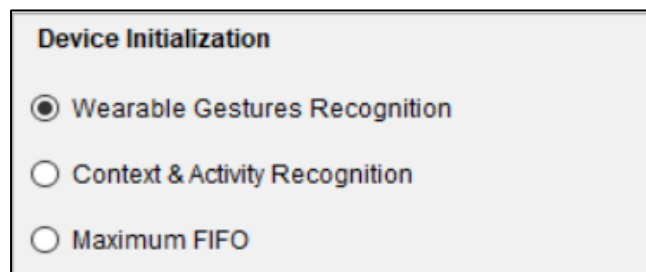 Device Initialization
Wearable Gestures Recognition
Context & Activity Recognition
Maximum FIFO